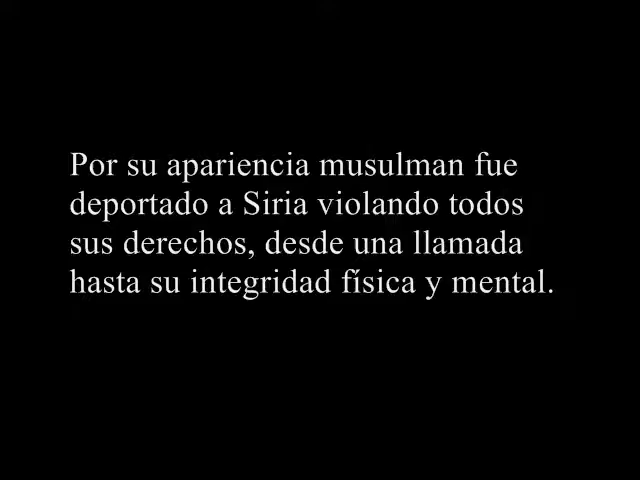 Por su apariencia musulman fue
deportado a Siria violando todos
sus derechos, desde una llamada
hasta su integridad física y mental.